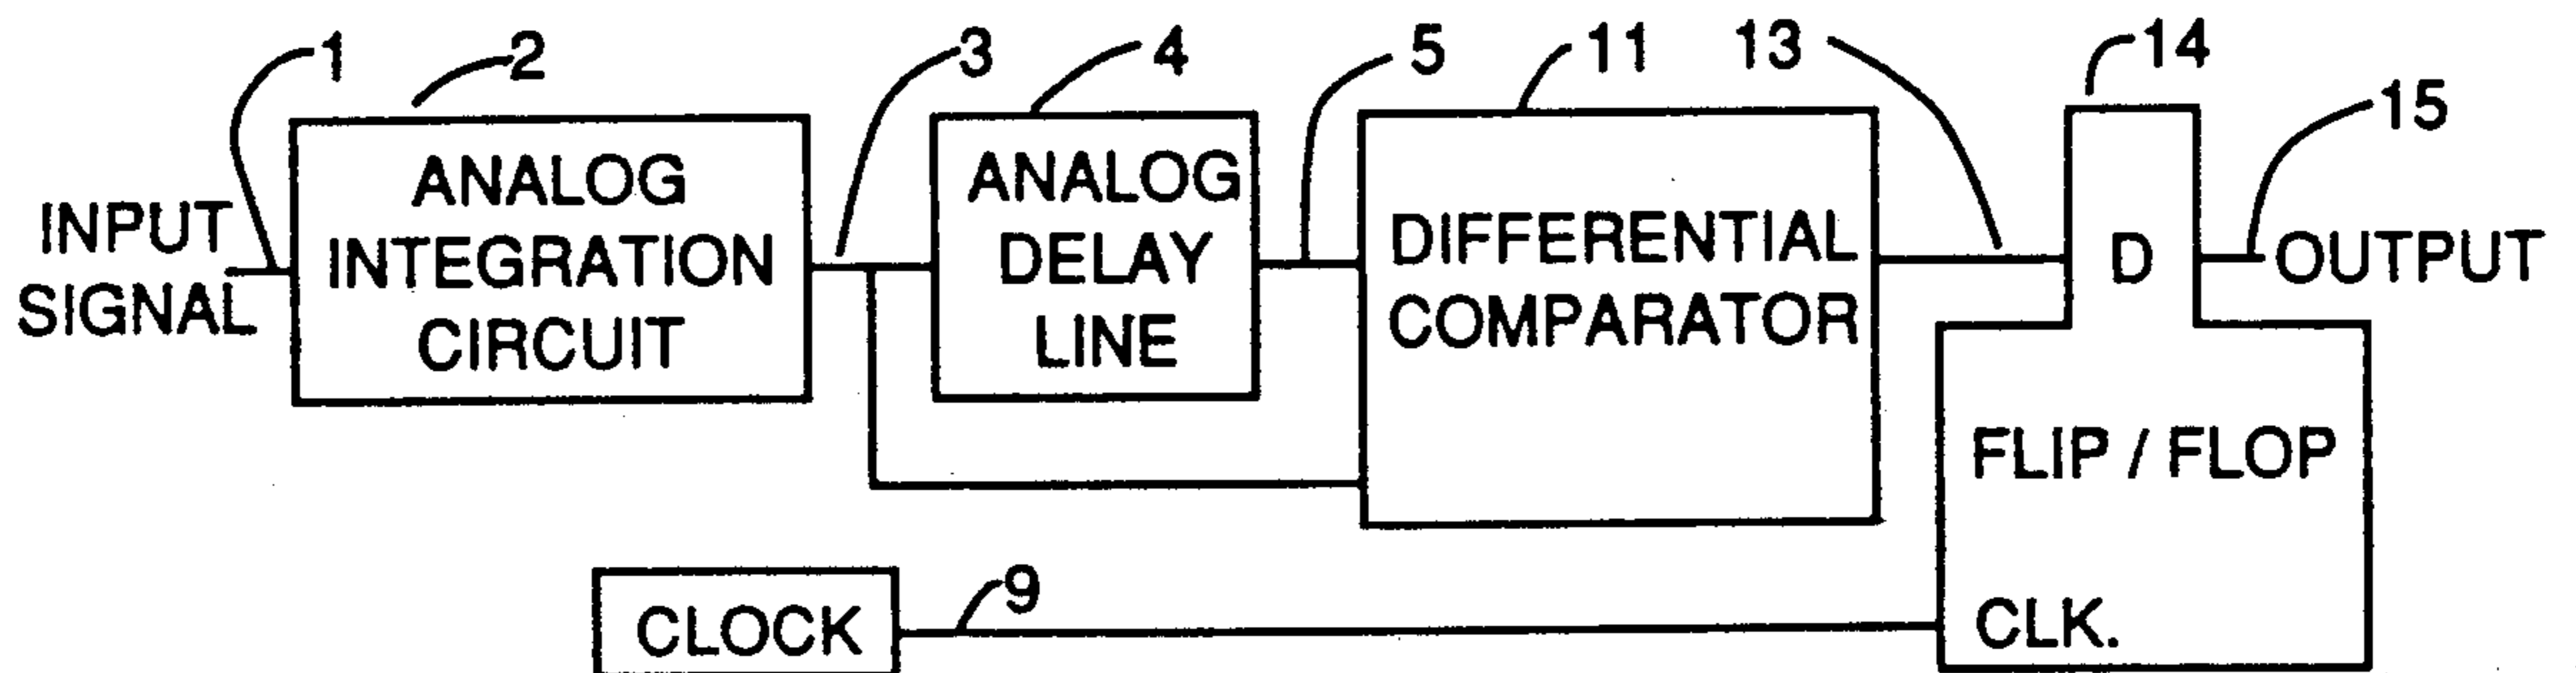 1
2
3
4
5
11
13
14
15
INPUT
SIGNAL
ANALOG
INTEGRATION
CIRCUIT
ANALOG
DELAY
LINE
DIFFERENTIAL
COMPARATOR
D
OUTPUT
FLIP / FLOP
CLK.
CLOCK
9